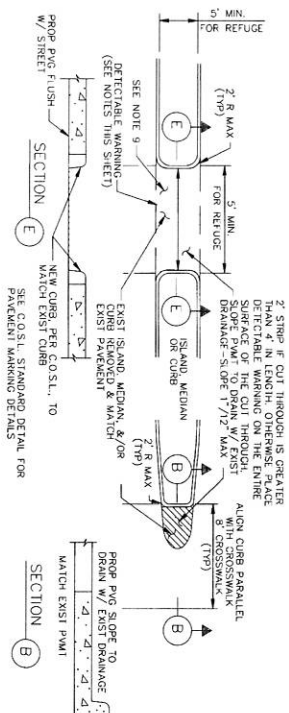 5' MIN.
FOR REFUGE
2' R MAX
(TYP)
E
SEE NOTE 9
DETECTABLE WARNING
(SEE NOTES THIS SHEET)
5' MIN.
FOR REFUGE
2' STRIP IF CUT THROUGH IS GREATER
THAN 4' IN LENGTH. OTHERWISE PLACE
DETECTABLE WARNING ON THE ENTIRE
SURFACE OF THE CUT THROUGH.
SLOPE PVM'T TO DRAIN W/ EXIST
DRAINAGE-SLOPE 1"/12' MAX
E
ISLAND, MEDIAN
OR CURB
EXIST ISLAND, MEDIAN, &/OR
CURB REMOVED & MATCH
EXIST PAVEMENT
2' R MAX
(TYP)
B
ALIGN CURB PARALLEL
WITH CROSSWALK
8' CROSSWALK
(TYP)
B
PROP PVG FLUSH
W/ STREET
NEW CURB, PER C.O.S.L. TO
MATCH EXIST CURB
SECTION E
SEE C.O.S.L. STANDARD DETAIL FOR
PAVEMENT MARKING DETAILS
PROP PVG SLOPE TO
DRAIN W/ EXIST DRAINAGE
MATCH EXIST PVMT
SECTION B